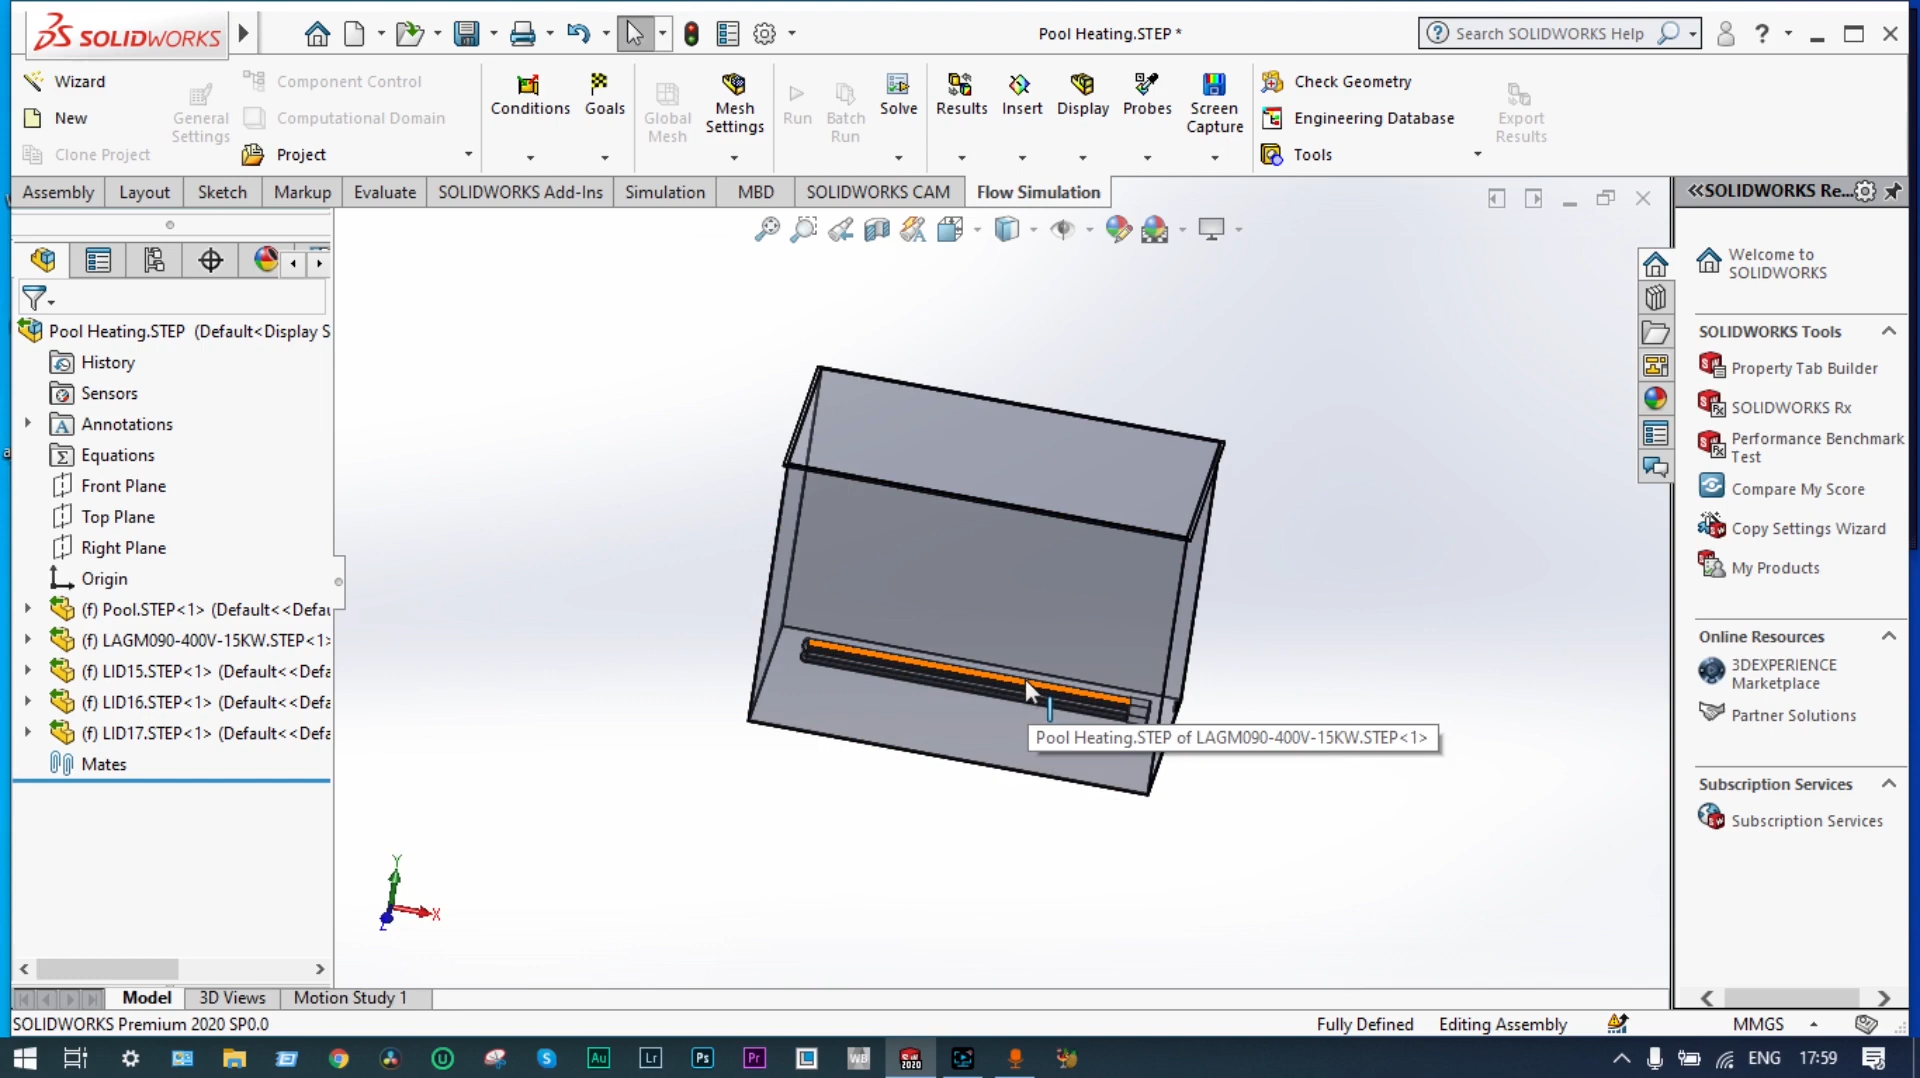 SOLIDWORKS
Pool Heating.STEP *
Search SOLIDWORKS Help
?
Wizard
New
Clone Project
General
Settings
Component Control
Computational Domain
Project
Conditions
Goals
Global
Mesh
Mesh
Settings
Run
Batch
Run
Solve
Results
Insert
Display
Probes
Screen
Capture
Check Geometry
Engineering Database
Tools
Export
Results
Assembly
Layout
Sketch
Markup
Evaluate
SOLIDWORKS Add-Ins
Simulation
MBD
SOLIDWORKS CAM
Flow Simulation
SOLIDWORKS Re...
Pool Heating.STEP (Default<Display S
History
Sensors
Annotations
Equations
Front Plane
Top Plane
Right Plane
Origin
(f) Pool.STEP<1> (Default<<Defau
(f) LAGM090-400V-15KW.STEP<1>
(f) LID15.STEP<1> (Default<<Defa
(f) LID16.STEP<1> (Default<<Defa
(f) LID17.STEP<1> (Default<<Defa
Mates
Pool Heating.STEP of LAGM090-400V-15KW.STEP<1>
Y
X
Z
Welcome to
SOLIDWORKS
SOLIDWORKS Tools
Property Tab Builder
SOLIDWORKS Rx
Performance Benchmark
Test
Compare My Score
Copy Settings Wizard
My Products
Online Resources
3DEXPERIENCE
Marketplace
Partner Solutions
Subscription Services
Subscription Services
Model
3D Views
Motion Study 1
SOLIDWORKS Premium 2020 SP0.0
Fully Defined
Editing Assembly
MMGS
Au
Lr
Ps
Pr
WB
SW
2020
ENG
17:59